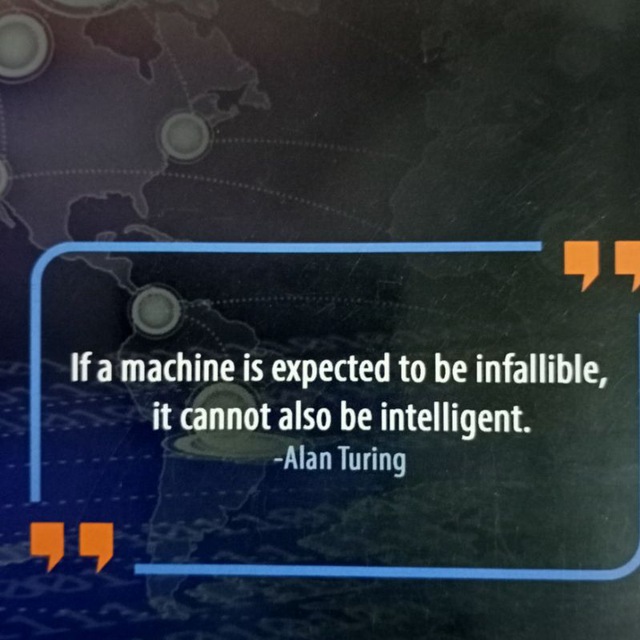 If a machine is expected to be infallible,
it cannot also be intelligent.
-Alan Turing